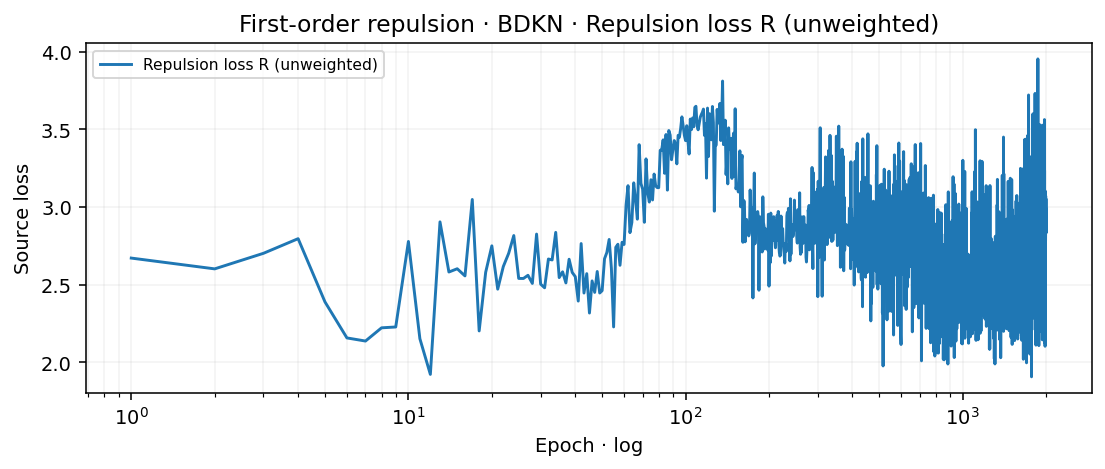 First-order repulsion · BDKN · Repulsion loss R (unweighted)
Repulsion loss R (unweighted)
Source loss
4.0
3.5
3.0
2.5
2.0
10⁰
10¹
10²
10³
Epoch · log